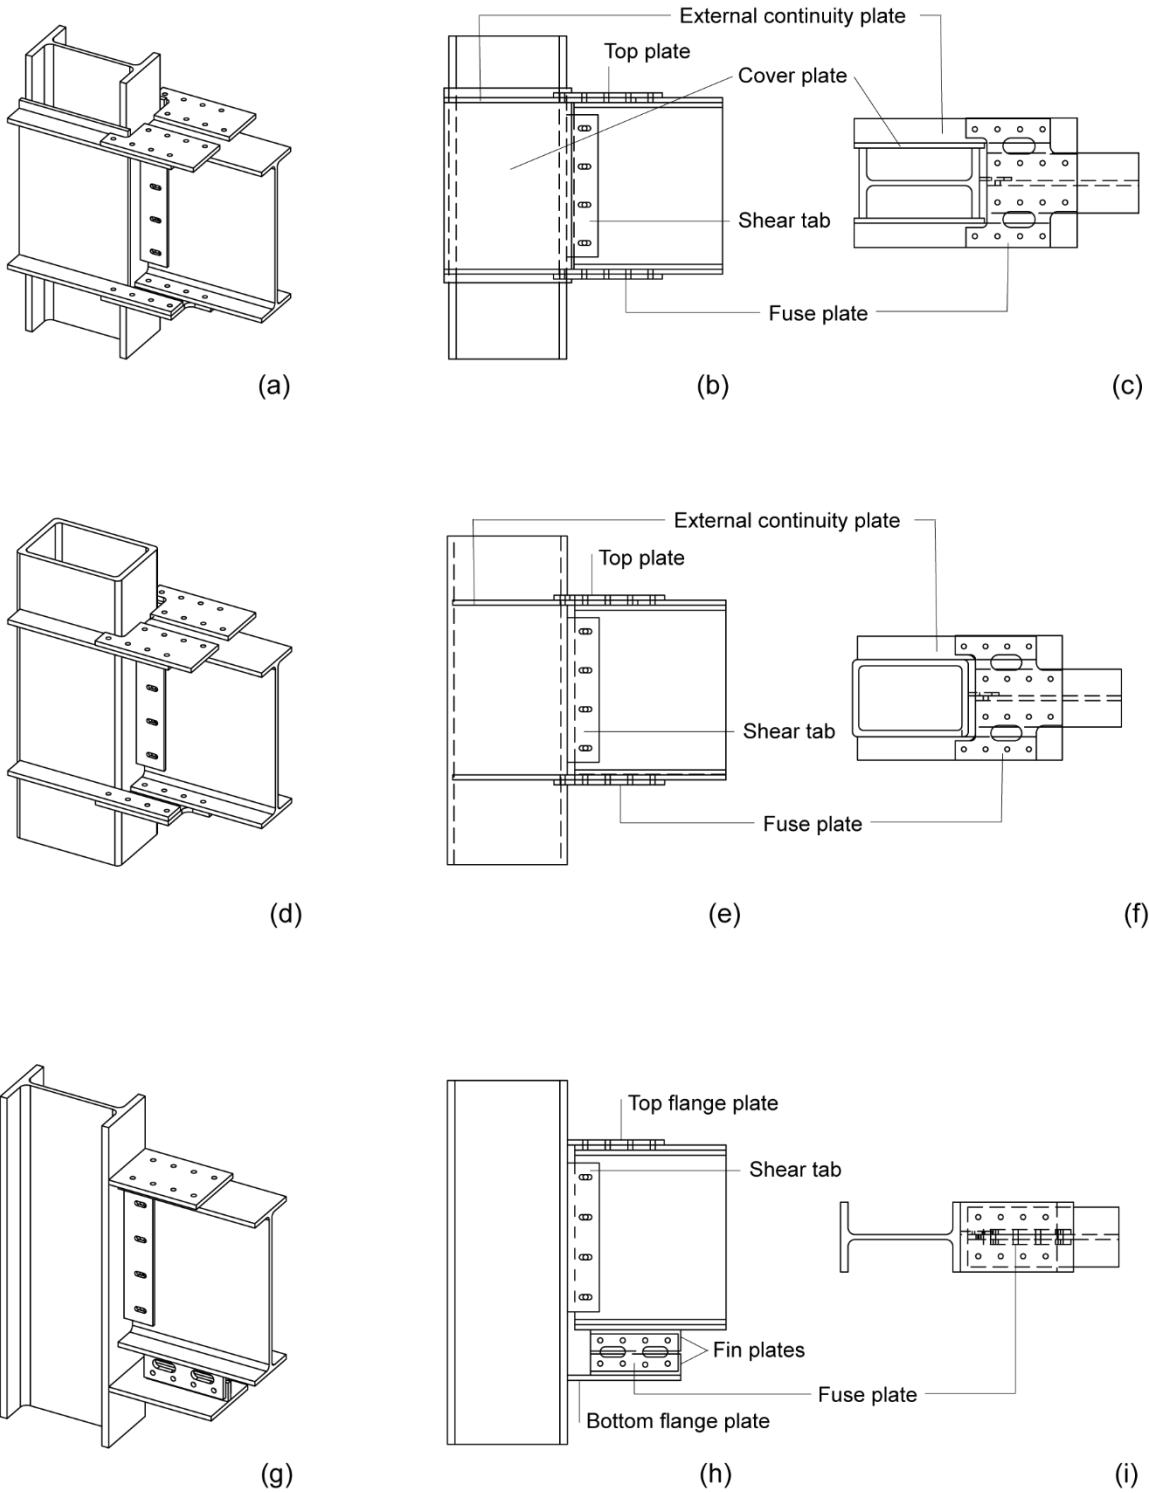 External continuity plate
Top plate
Cover plate
Shear tab
Fuse plate
(a)
(b)
(c)
External continuity plate
Top plate
Shear tab
Fuse plate
(d)
(e)
(f)
Top flange plate
Shear tab
Fin plates
Fuse plate
Bottom flange plate
(g)
(h)
(i)